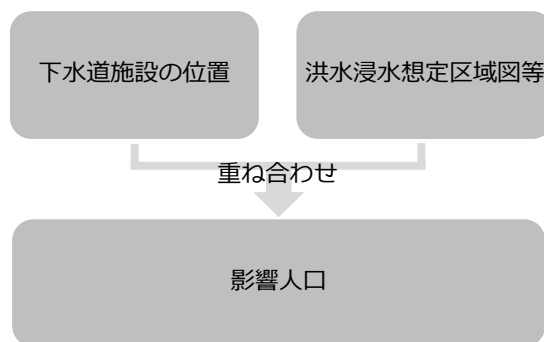 下水道施設の位置
洪水浸水想定区域図等
重ね合わせ
影響人口